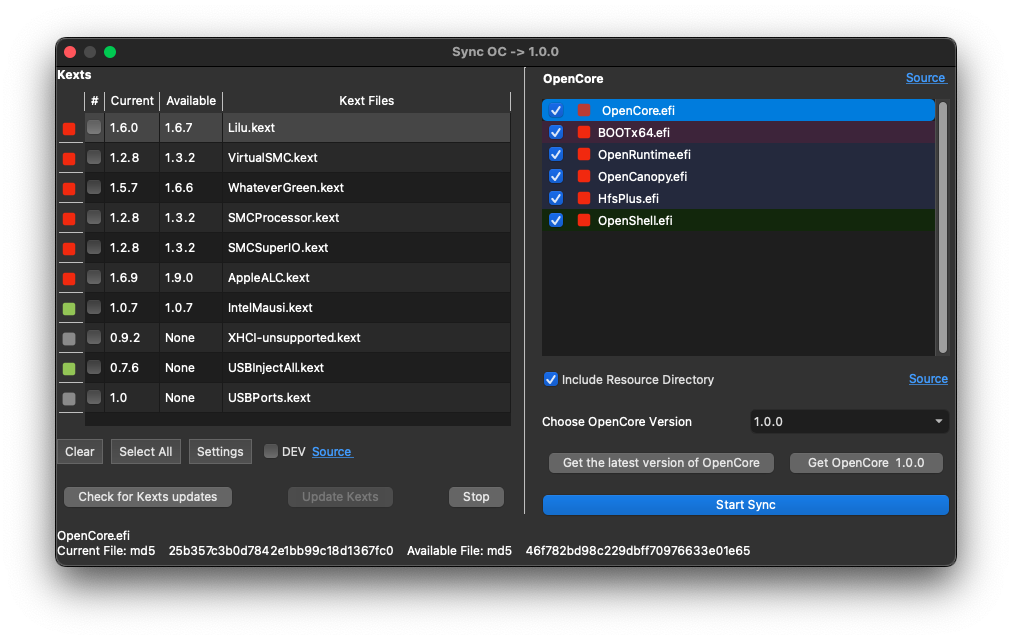 Sync OC -> 1.0.0
Kexts
# Current Available Kext Files
1.6.0 1.6.7 Lilu.kext
1.2.8 1.3.2 VirtualSMC.kext
1.5.7 1.6.6 WhateverGreen.kext
1.2.8 1.3.2 SMCProcessor.kext
1.2.8 1.3.2 SMCSuperIO.kext
1.6.9 1.9.0 AppleALC.kext
1.0.7 1.0.7 IntelMausi.kext
0.9.2 None XHCI-unsupported.kext
0.7.6 None USBInjectAll.kext
1.0 None USBPorts.kext
Clear Select All Settings DEV Source
Check for Kexts updates Update Kexts Stop
OpenCore Source
OpenCore.efi
BOOTx64.efi
OpenRuntime.efi
OpenCanopy.efi
HfsPlus.efi
OpenShell.efi
Include Resource Directory Source
Choose OpenCore Version 1.0.0
Get the latest version of OpenCore Get OpenCore 1.0.0
Start Sync
OpenCore.efi
Current File: md5 25b357c3b0d7842e1bb99c18d1367fc0 Available File: md5 46f782bd98c229dbff70976633e01e65